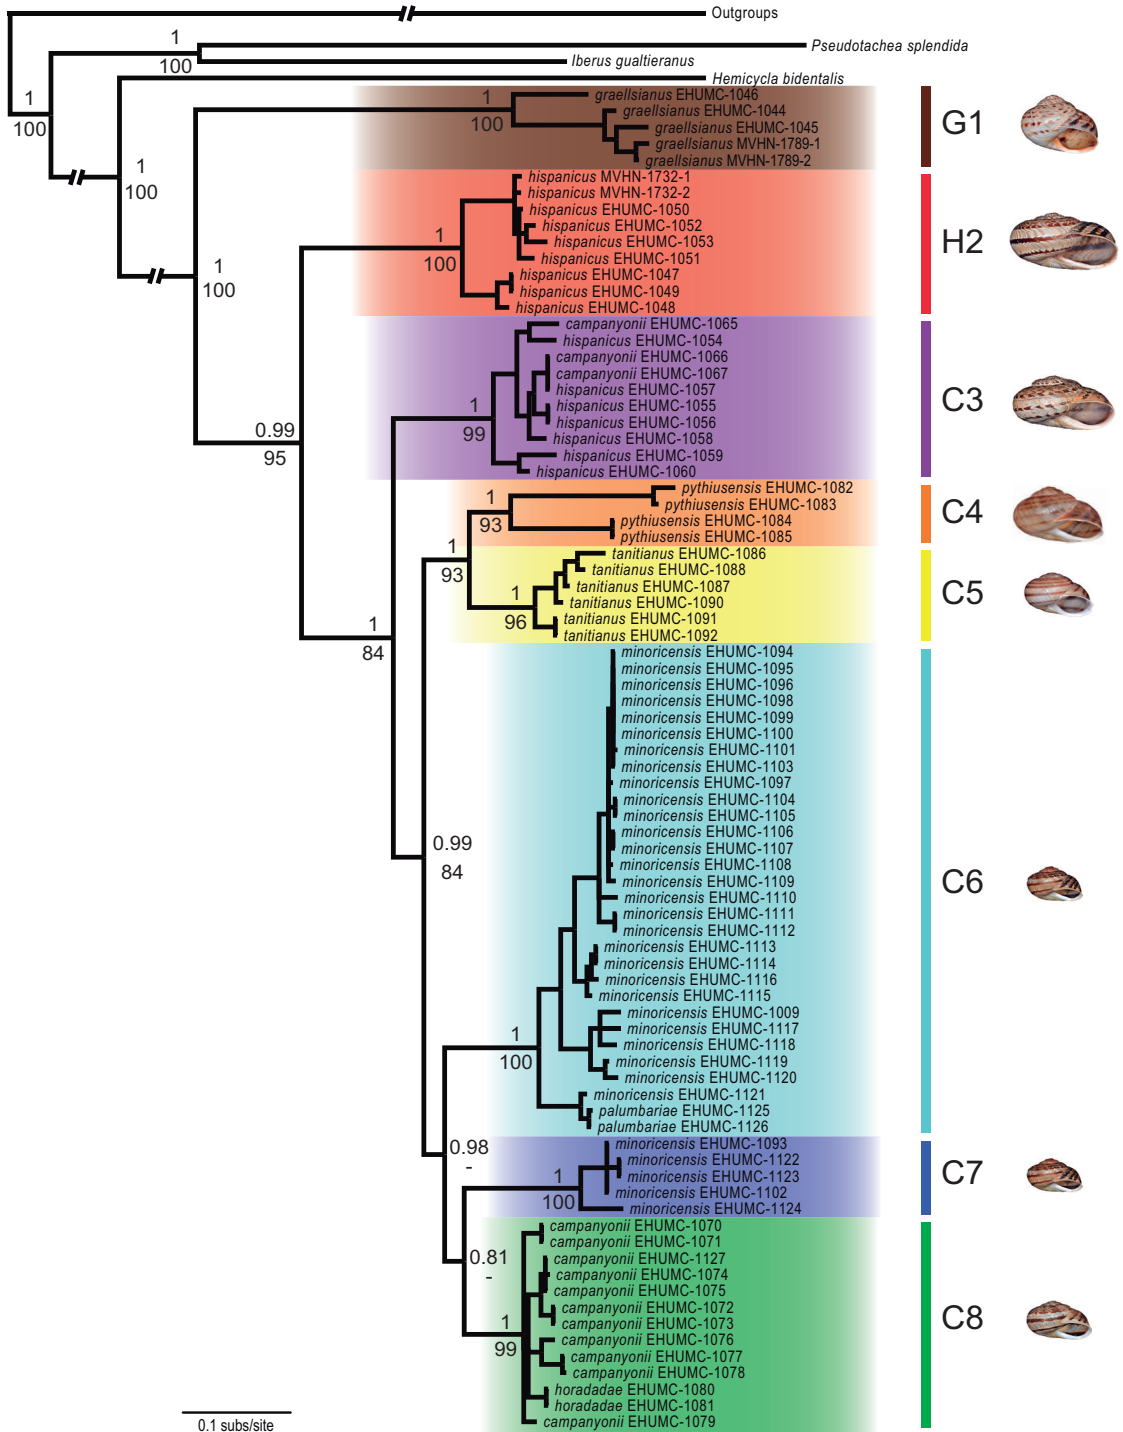 Outgroups
1
100
Pseudotachea splendida
Iberus gualtieranus
Hemicycla bidentalis
1
100
1
100
1
100
1
100
graellsianus EHUMC-1046
graellsianus EHUMC-1044
graellsianus EHUMC-1045
graellsianus MVHN-1789-1
graellsianus MVHN-1789-2
G1
hispanicus MVHN-1732-1
hispanicus MVHN-1732-2
hispanicus EHUMC-1050
hispanicus EHUMC-1052
hispanicus EHUMC-1053
hispanicus EHUMC-1051
hispanicus EHUMC-1047
hispanicus EHUMC-1049
hispanicus EHUMC-1048
1
100
H2
campanyonii EHUMC-1065
hispanicus EHUMC-1054
campanyonii EHUMC-1066
campanyonii EHUMC-1067
hispanicus EHUMC-1057
hispanicus EHUMC-1055
hispanicus EHUMC-1056
hispanicus EHUMC-1058
hispanicus EHUMC-1059
hispanicus EHUMC-1060
1
99
C3
0.99
95
pythiusensis EHUMC-1082
pythiusensis EHUMC-1083
pythiusensis EHUMC-1084
pythiusensis EHUMC-1085
1
93
C4
1
93
tanitianus EHUMC-1086
tanitianus EHUMC-1088
tanitianus EHUMC-1087
tanitianus EHUMC-1090
tanitianus EHUMC-1091
tanitianus EHUMC-1092
1
96
C5
1
84
minoricensis EHUMC-1094
minoricensis EHUMC-1095
minoricensis EHUMC-1096
minoricensis EHUMC-1098
minoricensis EHUMC-1099
minoricensis EHUMC-1100
minoricensis EHUMC-1101
minoricensis EHUMC-1103
minoricensis EHUMC-1097
minoricensis EHUMC-1104
minoricensis EHUMC-1105
minoricensis EHUMC-1106
minoricensis EHUMC-1107
minoricensis EHUMC-1108
minoricensis EHUMC-1109
minoricensis EHUMC-1110
minoricensis EHUMC-1111
minoricensis EHUMC-1112
minoricensis EHUMC-1113
minoricensis EHUMC-1114
minoricensis EHUMC-1116
minoricensis EHUMC-1115
minoricensis EHUMC-1009
minoricensis EHUMC-1117
minoricensis EHUMC-1118
minoricensis EHUMC-1119
minoricensis EHUMC-1120
minoricensis EHUMC-1121
palumbariae EHUMC-1125
palumbariae EHUMC-1126
0.99
84
1
100
C6
0.98
-
minoricensis EHUMC-1093
minoricensis EHUMC-1122
minoricensis EHUMC-1123
minoricensis EHUMC-1102
minoricensis EHUMC-1124
1
100
C7
0.81
-
campanyonii EHUMC-1070
campanyonii EHUMC-1071
campanyonii EHUMC-1127
campanyonii EHUMC-1074
campanyonii EHUMC-1075
campanyonii EHUMC-1072
campanyonii EHUMC-1073
campanyonii EHUMC-1076
campanyonii EHUMC-1077
campanyonii EHUMC-1078
horadadae EHUMC-1080
horadadae EHUMC-1081
campanyonii EHUMC-1079
1
99
C8
0.1 subs/site